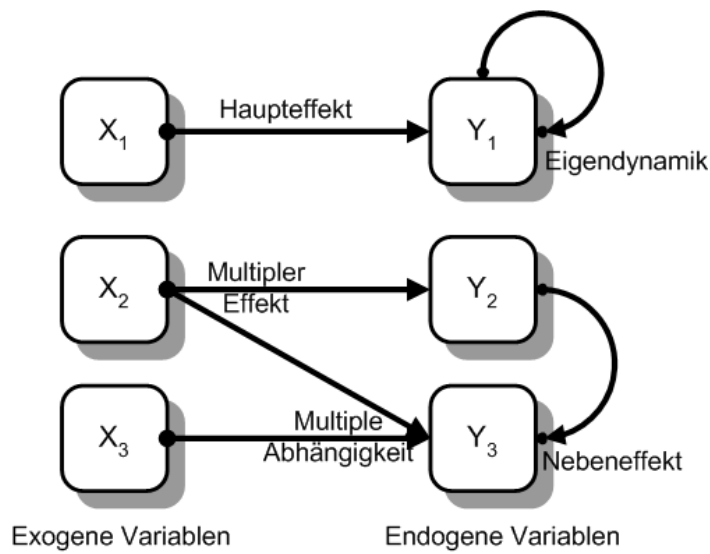 X₁
Haupteffekt
Y₁
Eigendynamik
X₂
Multipler
Effekt
Y₂
X₃
Multiple
Abhängigkeit
Y₃
Nebeneffekt
Exogene Variablen
Endogene Variablen